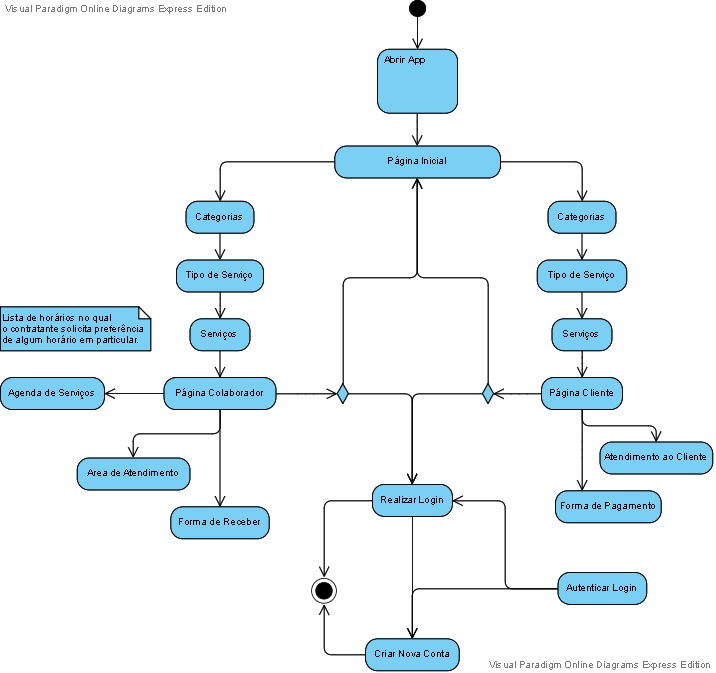 Visual Paradigm Online Diagrams Express Edition
Abrir App
Página Inicial
Categorias
Categorias
Tipo de Serviço
Tipo de Serviço
Lista de horários no qual
o contratante solicita preferência
de algum horário em particular.
Serviços
Serviços
Agenda de Serviços
Página Colaborador
Página Cliente
Area de Atendimento
Atendimento ao Cliente
Realizar Login
Forma de Pagamento
Forma de Receber
Autenticar Login
Criar Nova Conta
Visual Paradigm Online Diagrams Express Edition